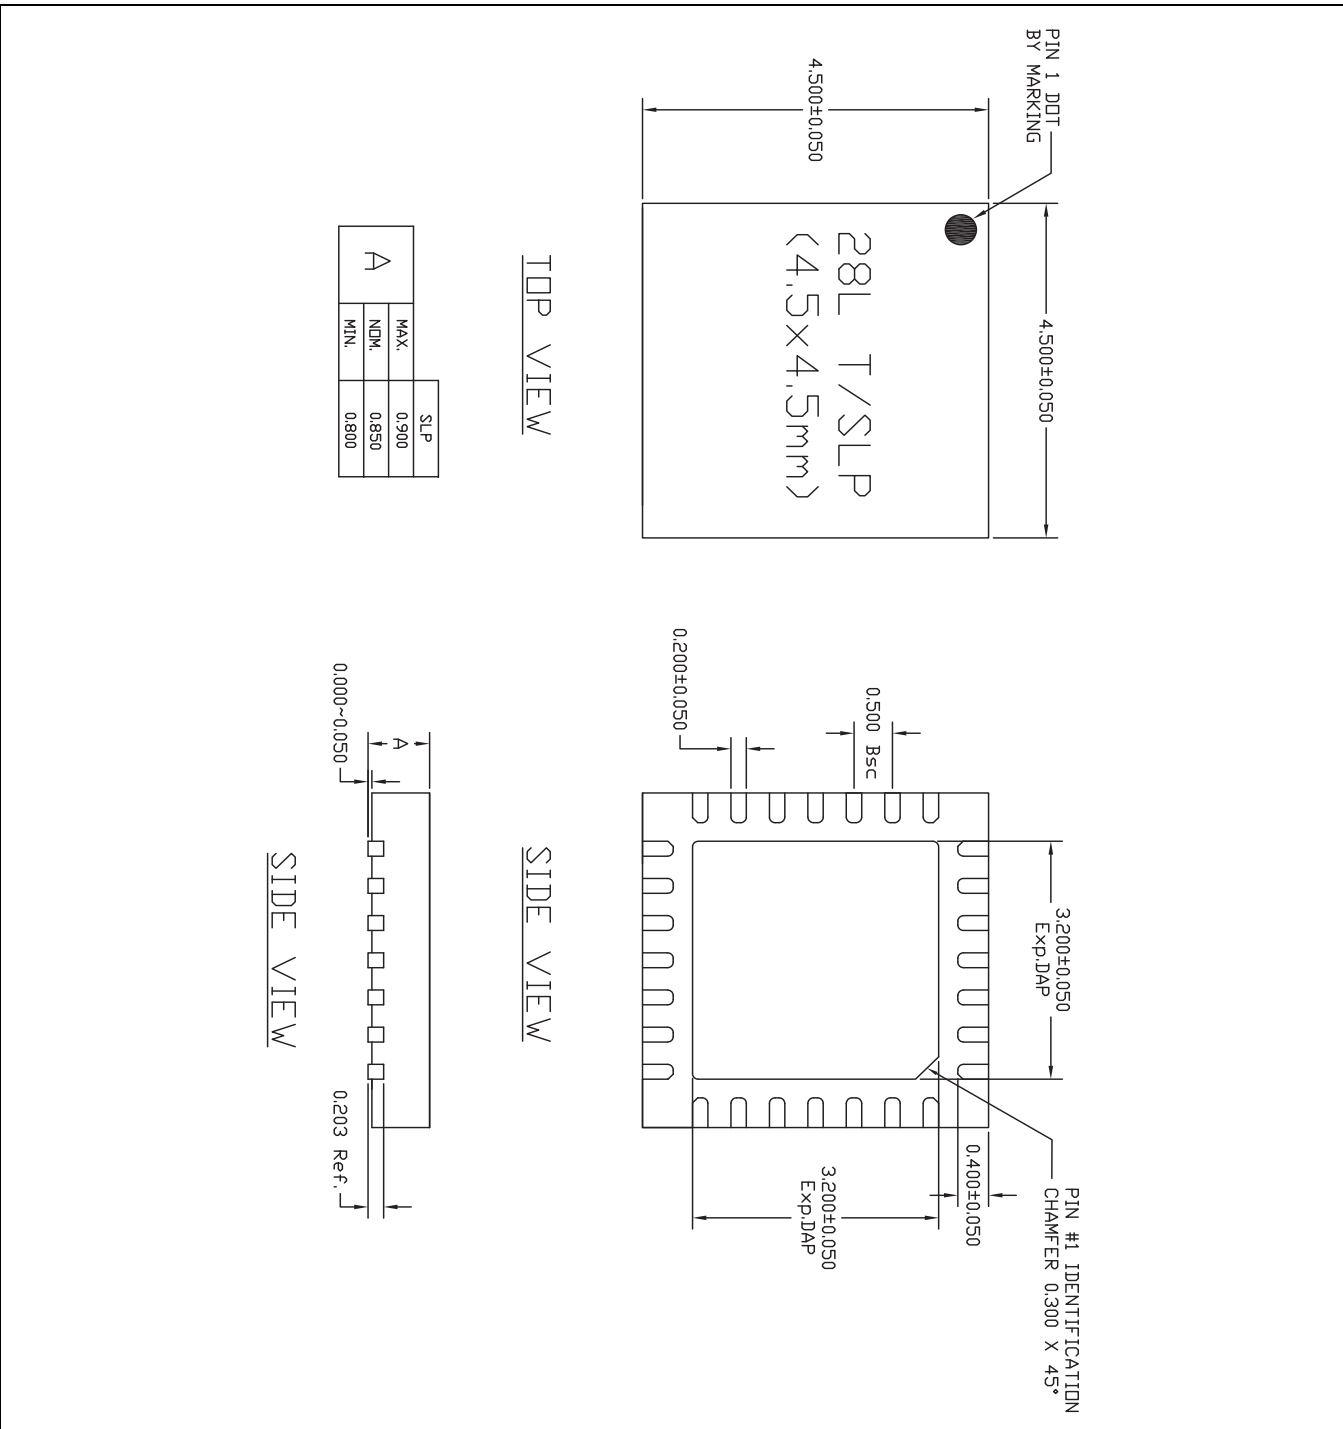 PIN 1 DOT
BY MARKING
4.500±0.050
4.500±0.050
28L T/SLP
(4.5x4.5mm)
TOP VIEW
SLP
A
MAX. 0.900
NOM. 0.850
MIN. 0.800
PIN #1 IDENTIFICATION
CHAMFER 0.300 X 45°
3.200±0.050
Exp.DAP
0.400±0.050
0.500 Bsc
3.200±0.050
Exp.DAP
0.200±0.050
SIDE VIEW
A
0.000~0.050
0.203 Ref.
SIDE VIEW